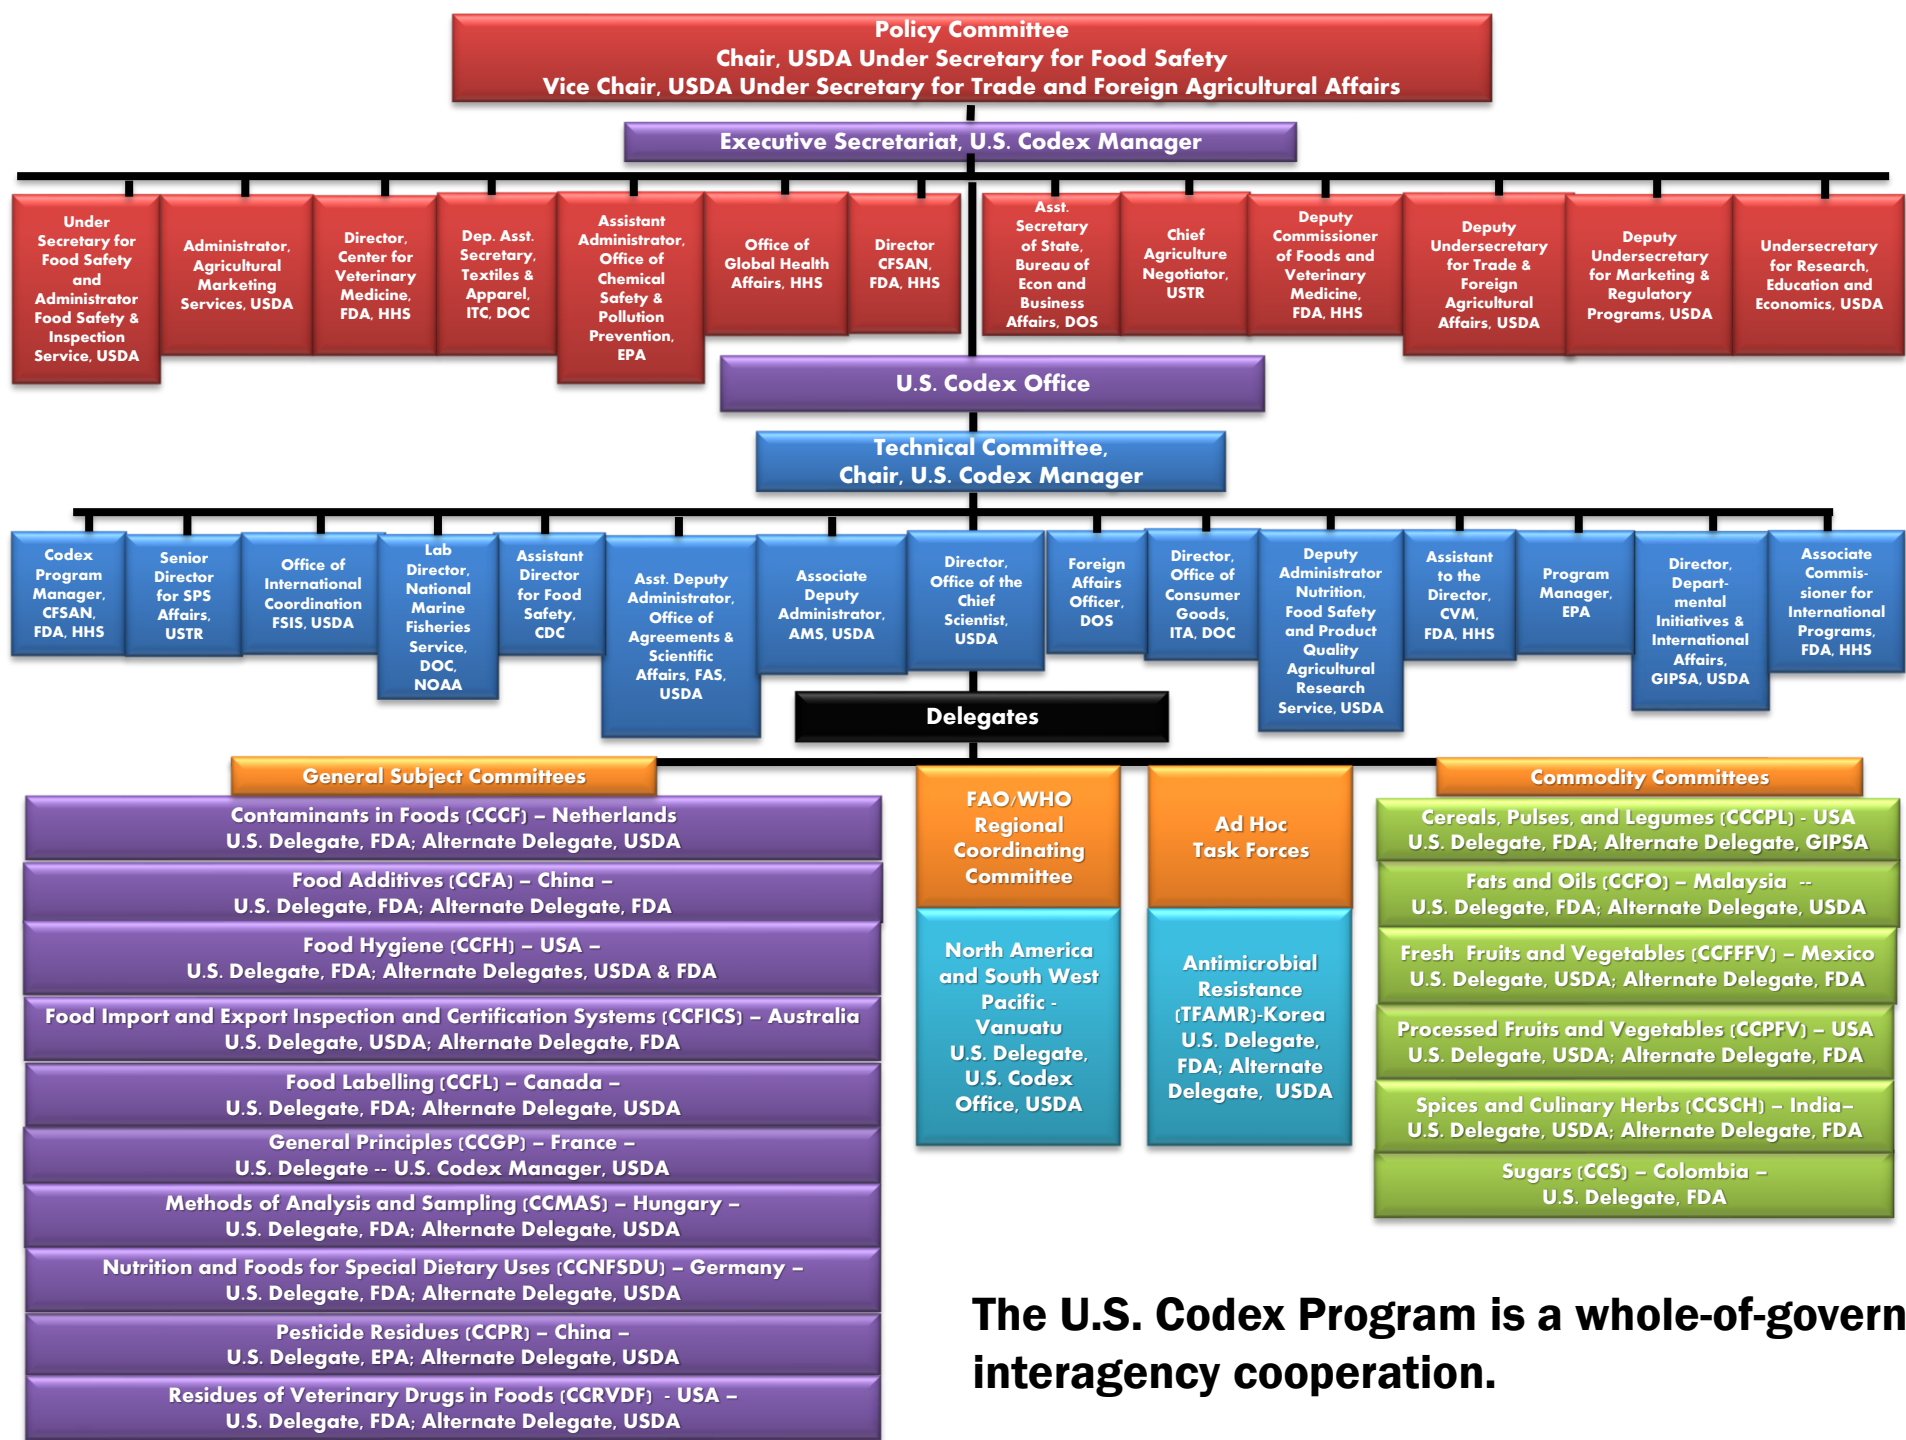 Policy Committee
Chair, USDA Under Secretary for Food Safety
Vice Chair, USDA Under Secretary for Trade and Foreign Agricultural Affairs
Executive Secretariat, U.S. Codex Manager
Under
Secretary for
Food Safety
and
Administrator
Food Safety &
Inspection
Service, USDA
Administrator,
Agricultural
Marketing
Services, USDA
Director,
Center for
Veterinary
Medicine,
FDA, HHS
Dep. Asst.
Secretary,
Textiles &
Apparel,
ITC, DOC
Assistant
Administrator,
Office of
Chemical
Safety &
Pollution
Prevention,
EPA
Office of
Global Health
Affairs, HHS
Director
CFSAN,
FDA, HHS
Asst.
Secretary
of State,
Bureau of
Econ and
Business
Affairs, DOS
Chief
Agriculture
Negotiator,
USTR
Deputy
Commissioner
of Foods and
Veterinary
Medicine,
FDA, HHS
Deputy
Undersecretary
for Trade &
Foreign
Agricultural
Affairs, USDA
Deputy
Undersecretary
for Marketing &
Regulatory
Programs, USDA
Undersecretary
for Research,
Education and
Economics, USDA
U.S. Codex Office
Technical Committee,
Chair, U.S. Codex Manager
Codex
Program
Manager,
CFSAN,
FDA, HHS
Senior
Director
for SPS
Affairs,
USTR
Office of
International
Coordination
FSIS, USDA
Lab
Director,
National
Marine
Fisheries
Service,
DOC,
NOAA
Assistant
Director
for Food
Safety,
CDC
Asst. Deputy
Administrator,
Office of
Agreements &
Scientific
Affairs, FAS,
USDA
Associate
Deputy
Administrator,
AMS, USDA
Director,
Office of the
Chief
Scientist,
USDA
Foreign
Affairs
Officer,
DOS
Director,
Office of
Consumer
Goods,
ITA, DOC
Deputy
Administrator
Nutrition,
Food Safety
and Product
Quality
Agricultural
Research
Service, USDA
Assistant
to the
Director,
CVM,
FDA, HHS
Program
Manager,
EPA
Director,
Depart-
mental
Initiatives &
International
Affairs,
GIPSA, USDA
Associate
Commis-
sioner for
International
Programs,
FDA, HHS
Delegates
General Subject Committees
Contaminants in Foods (CCCF) – Netherlands
U.S. Delegate, FDA; Alternate Delegate, USDA
Food Additives (CCFA) – China –
U.S. Delegate, FDA; Alternate Delegate, FDA
Food Hygiene (CCFH) – USA –
U.S. Delegate, FDA; Alternate Delegates, USDA & FDA
Food Import and Export Inspection and Certification Systems (CCFICS) – Australia
U.S. Delegate, USDA; Alternate Delegate, FDA
Food Labelling (CCFL) – Canada –
U.S. Delegate, FDA; Alternate Delegate, USDA
General Principles (CCGP) – France –
U.S. Delegate -- U.S. Codex Manager, USDA
Methods of Analysis and Sampling (CCMAS) – Hungary –
U.S. Delegate, FDA; Alternate Delegate, USDA
Nutrition and Foods for Special Dietary Uses (CCNFSDU) – Germany –
U.S. Delegate, FDA; Alternate Delegate, USDA
Pesticide Residues (CCPR) – China –
U.S. Delegate, EPA; Alternate Delegate, USDA
Residues of Veterinary Drugs in Foods (CCRVDF) - USA –
U.S. Delegate, FDA; Alternate Delegate, USDA
FAO/WHO
Regional
Coordinating
Committee
North America
and South West
Pacific -
Vanuatu
U.S. Delegate,
U.S. Codex
Office, USDA
Ad Hoc
Task Forces
Antimicrobial
Resistance
(TFAMR)-Korea
U.S. Delegate,
FDA; Alternate
Delegate, USDA
Commodity Committees
Cereals, Pulses, and Legumes (CCCPL) - USA
U.S. Delegate, FDA; Alternate Delegate, GIPSA
Fats and Oils (CCFO) – Malaysia --
U.S. Delegate, FDA; Alternate Delegate, USDA
Fresh Fruits and Vegetables (CCFFFV) – Mexico
U.S. Delegate, USDA; Alternate Delegate, FDA
Processed Fruits and Vegetables (CCPFV) – USA
U.S. Delegate, USDA; Alternate Delegate, FDA
Spices and Culinary Herbs (CCSCH) – India–
U.S. Delegate, USDA; Alternate Delegate, FDA
Sugars (CCS) – Colombia –
U.S. Delegate, FDA
The U.S. Codex Program is a whole-of-govern
interagency cooperation.